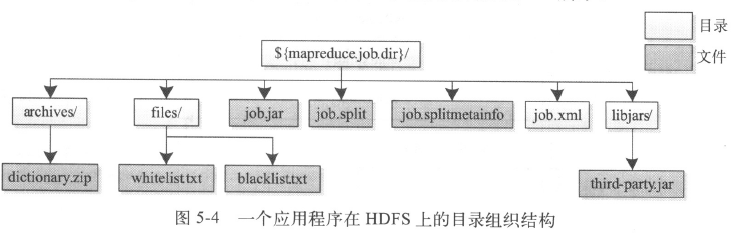 目录
${mapreduce.job.dir}/
文件
archives/
files/
job.jar
job.split
job.splitmetainfo
job.xml
libjars/
dictionary.zip
whitelist.txt
blacklist.txt
third-party.jar
图 5-4 一个应用程序在 HDFS 上的目录组织结构